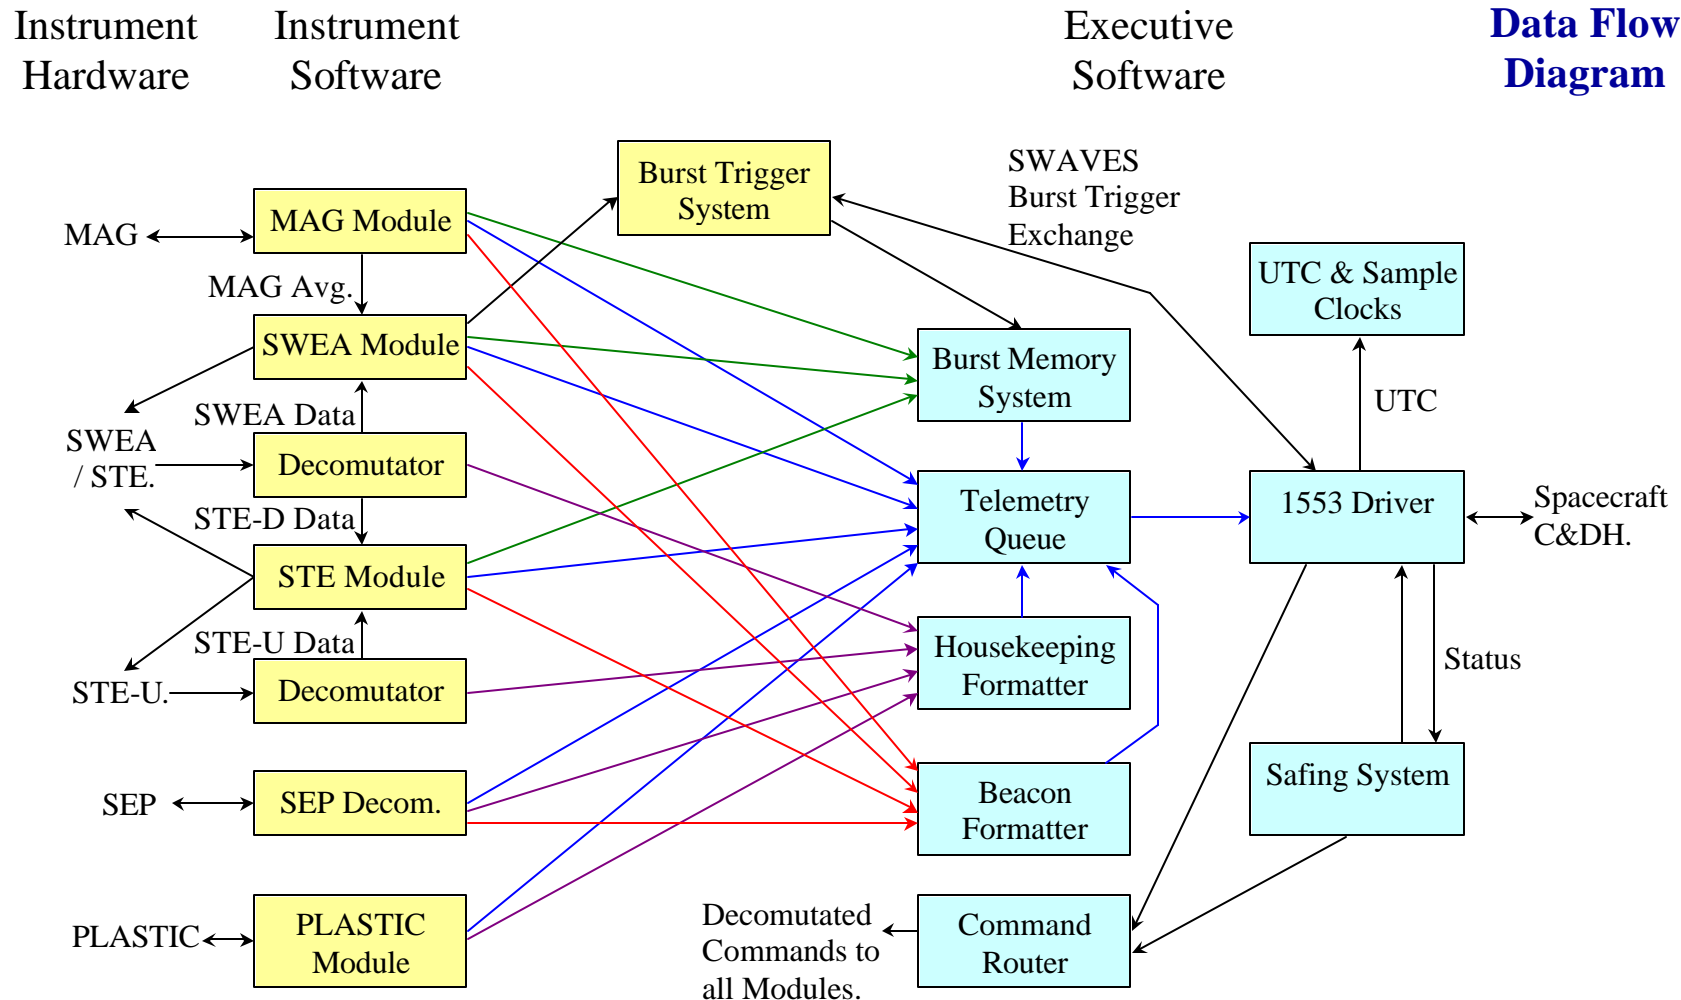 Instrument
Hardware
Instrument
Software
Executive
Software
Data Flow
Diagram
Burst Trigger
System
SWAVES
Burst Trigger
Exchange
MAG
MAG Module
MAG Avg.
UTC & Sample
Clocks
SWEA Module
Burst Memory
System
UTC
SWEA Data
SWEA
/ STE.
Decomutator
STE-D Data
Telemetry
Queue
1553 Driver
Spacecraft
C&DH.
STE Module
STE-U Data
Housekeeping
Formatter
Status
STE-U.
Decomutator
SEP
SEP Decom.
Beacon
Formatter
Safing System
PLASTIC
PLASTIC
Module
Decomutated
Commands to
all Modules.
Command
Router